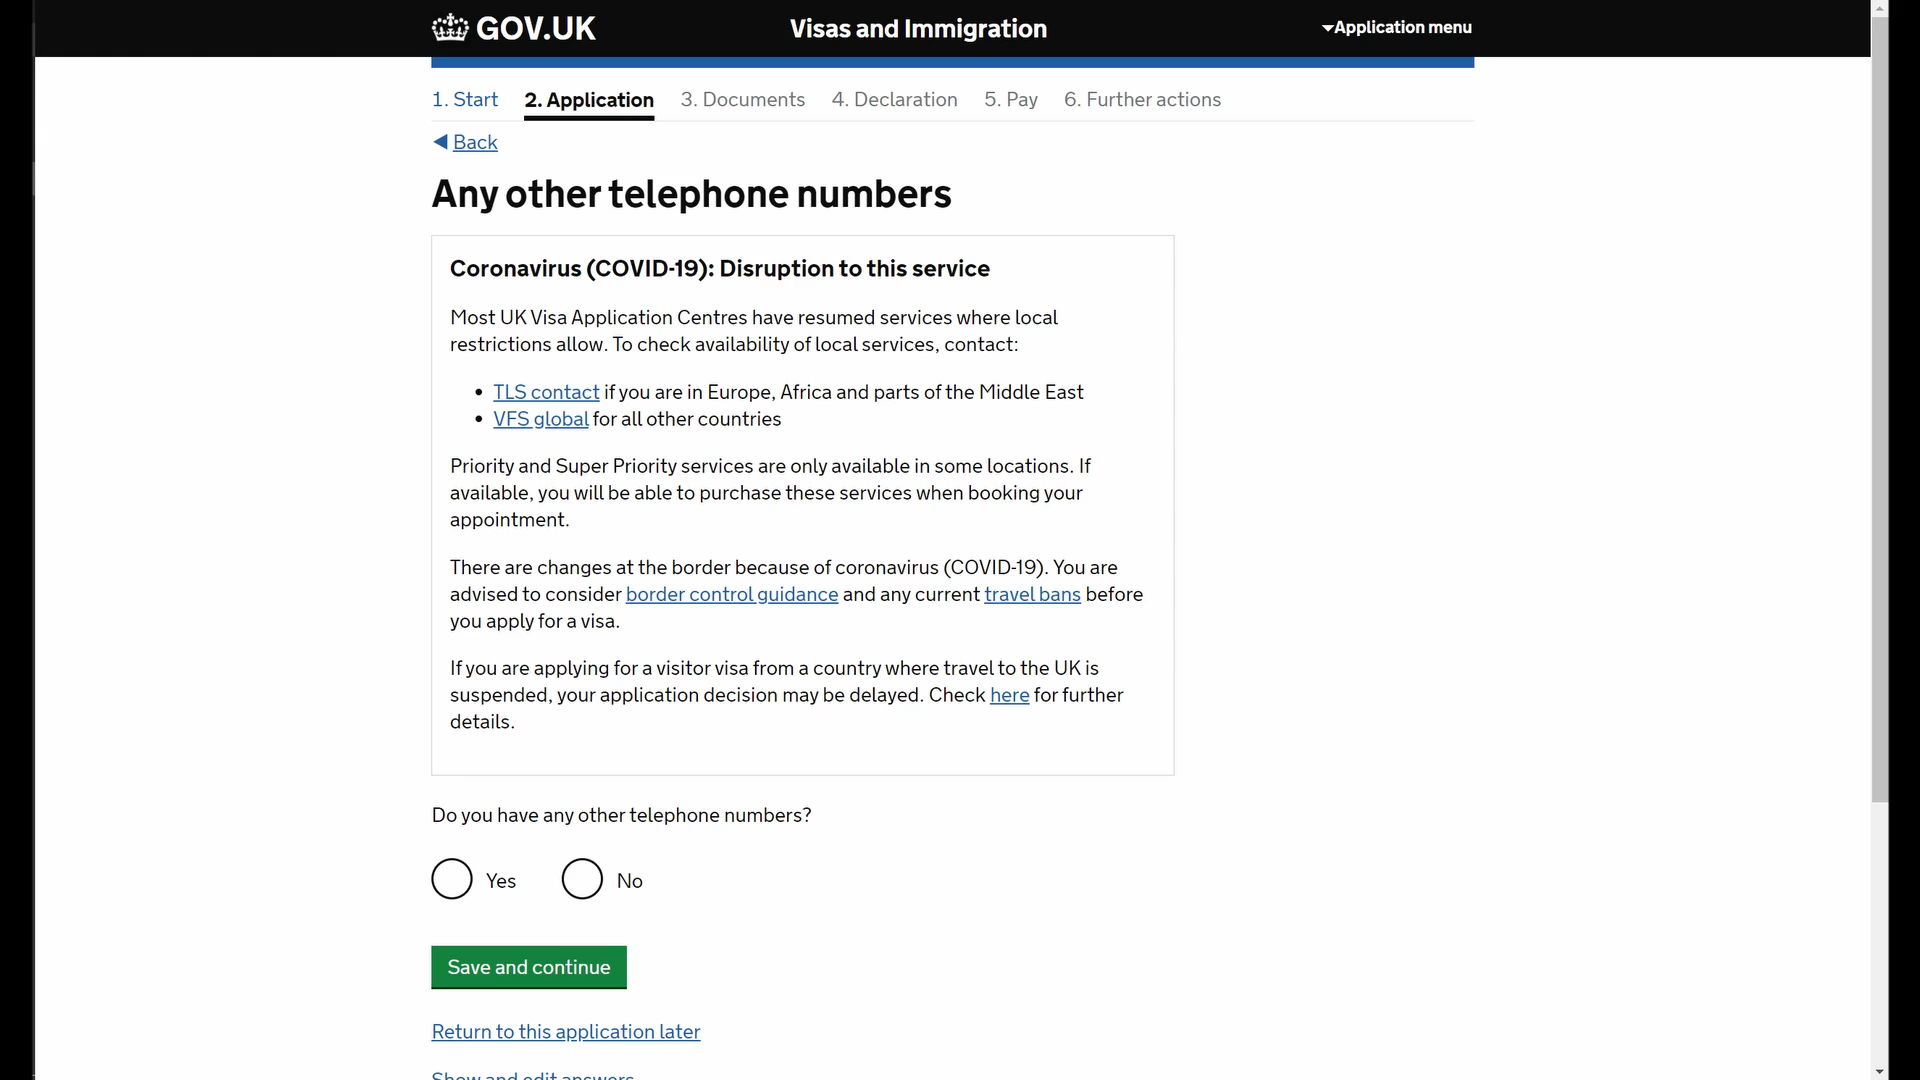 GOV.UK
Visas and Immigration
Application menu
1. Start 2. Application 3. Documents 4. Declaration 5. Pay 6. Further actions
Back
Any other telephone numbers
Coronavirus (COVID-19): Disruption to this service
Most UK Visa Application Centres have resumed services where local
restrictions allow. To check availability of local services, contact:
• TLS contact if you are in Europe, Africa and parts of the Middle East
• VFS global for all other countries
Priority and Super Priority services are only available in some locations. If
available, you will be able to purchase these services when booking your
appointment.
There are changes at the border because of coronavirus (COVID-19). You are
advised to consider border control guidance and any current travel bans before
you apply for a visa.
If you are applying for a visitor visa from a country where travel to the UK is
suspended, your application decision may be delayed. Check here for further
details.
Do you have any other telephone numbers?
Yes No
Save and continue
Return to this application later
Show and edit answers